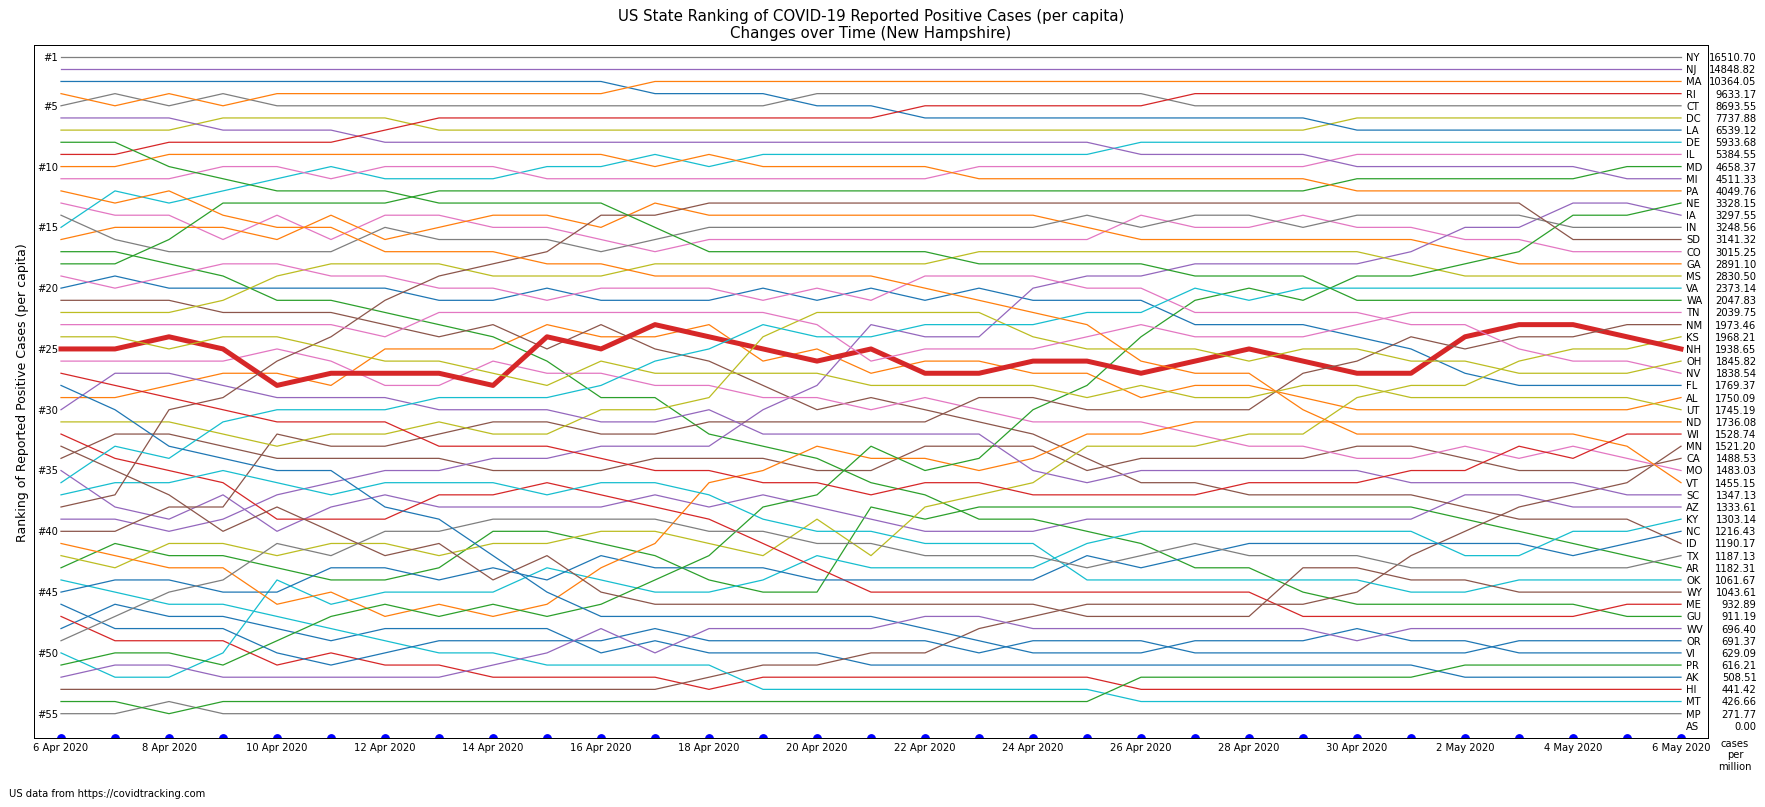 US State Ranking of COVID-19 Reported Positive Cases (per capita)
Changes over Time (New Hampshire)
Ranking of Reported Positive Cases (per capita)
#1
#5
#10
#15
#20
#25
#30
#35
#40
#45
#50
#55
NY 16510.70
NJ 14848.82
MA 10364.05
RI 9633.17
CT 8693.55
DC 7737.88
LA 6539.12
DE 5933.68
IL 5384.55
MD 4658.37
MI 4511.33
PA 4049.76
NE 3328.15
IA 3297.55
IN 3248.56
SD 3141.32
CO 3015.25
GA 2891.10
MS 2830.50
VA 2373.14
WA 2047.83
TN 2039.75
NM 1973.46
KS 1968.21
NH 1938.65
OH 1845.82
NV 1838.54
FL 1769.37
AL 1750.09
UT 1745.19
ND 1736.08
WI 1528.74
MN 1521.20
CA 1488.53
MO 1483.03
VT 1455.15
SC 1347.13
AZ 1333.61
KY 1303.14
NC 1216.43
ID 1190.17
TX 1187.13
AR 1182.31
OK 1061.67
WY 1043.61
ME 932.89
GU 911.19
WV 696.40
OR 691.37
VI 629.09
PR 616.21
AK 508.51
HI 441.42
MT 426.66
MP 271.77
AS 0.00
6 Apr 2020
8 Apr 2020
10 Apr 2020
12 Apr 2020
14 Apr 2020
16 Apr 2020
18 Apr 2020
20 Apr 2020
22 Apr 2020
24 Apr 2020
26 Apr 2020
28 Apr 2020
30 Apr 2020
2 May 2020
4 May 2020
6 May 2020
cases
per
million
US data from https://covidtracking.com